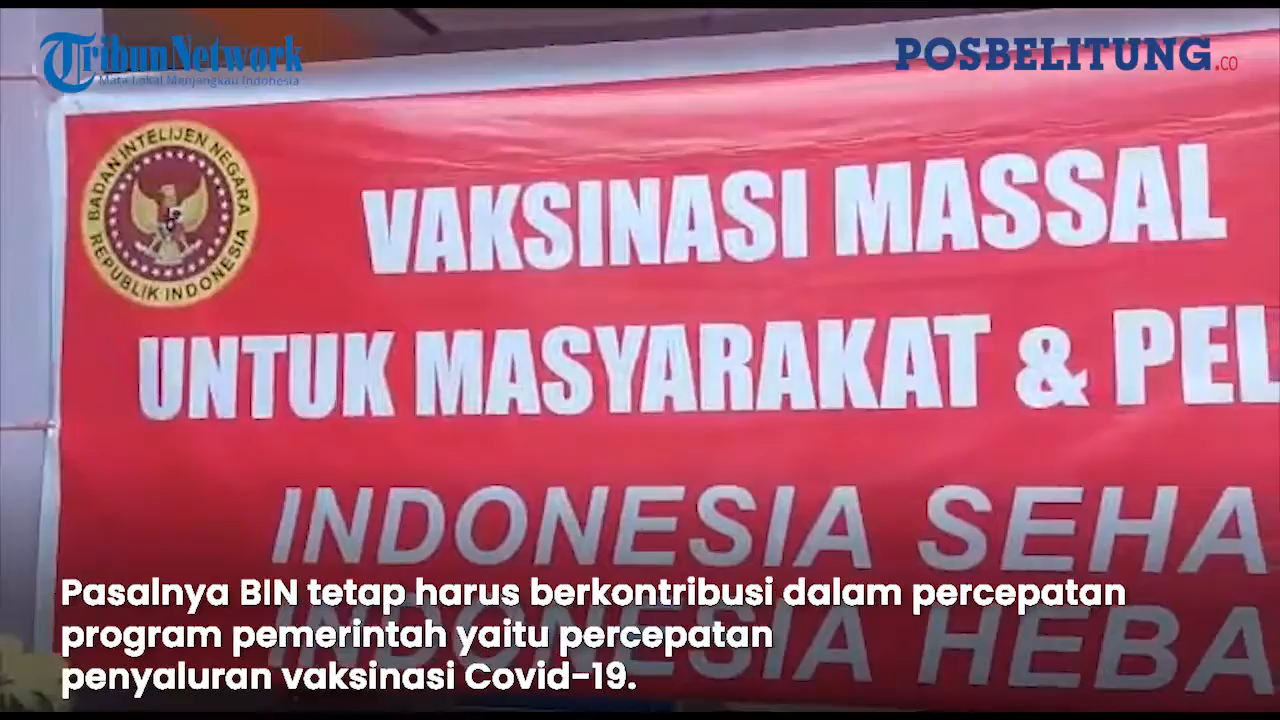 TribunNetwork
Mata Lokal Menjangkau Indonesia
POSBELITUNG.CO
BADAN INTELIJEN NEGARA
REPUBLIK INDONESIA
VAKSINASI MASSAL
UNTUK MASYARAKAT & PEL
INDONESIA SEHA
INDONESIA HEBA
Pasalnya BIN tetap harus berkontribusi dalam percepatan
program pemerintah yaitu percepatan
penyaluran vaksinasi Covid-19.